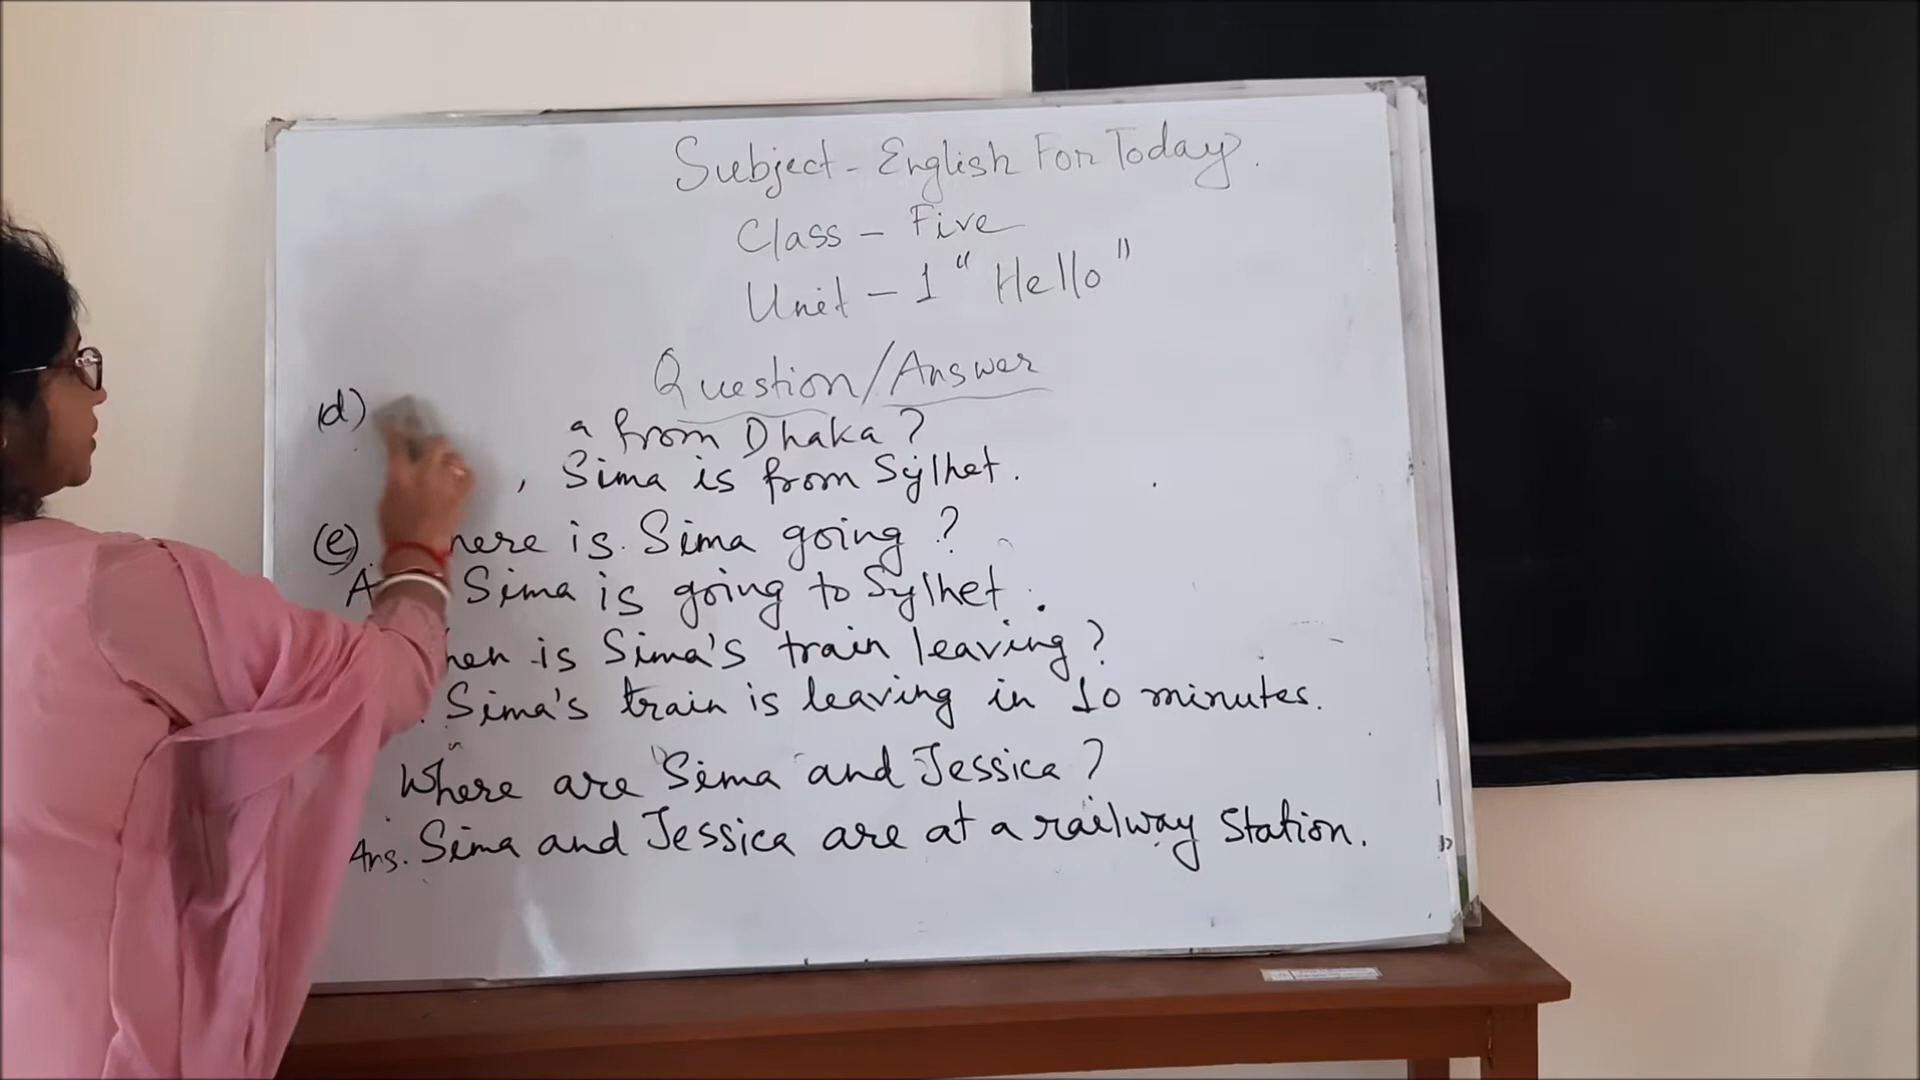 Subject - English For Today.
Class - Five
Unit - 1 "Hello"
Question/Answer
(d) from Dhaka?
, Sima is from Sylhet.
(e) is Sima going?
Sima is going to Sylhet.
is Sima's train leaving?
Sima's train is leaving in 10 minutes.
Where are Sima and Jessica?
Ans. Sima and Jessica are at a railway station.